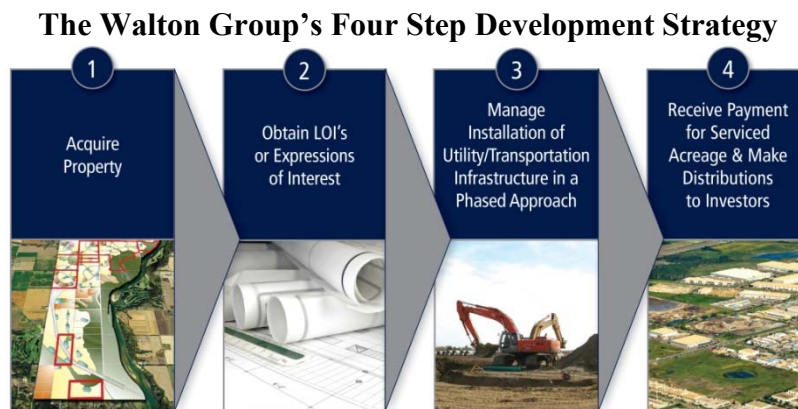 The Walton Group's Four Step Development Strategy
1
Acquire
Property
2
Obtain LOI's
or Expressions
of Interest
3
Manage
Installation of
Utility/Transportation
Infrastructure in a
Phased Approach
4
Receive Payment
for Serviced
Acreage & Make
Distributions
to Investors